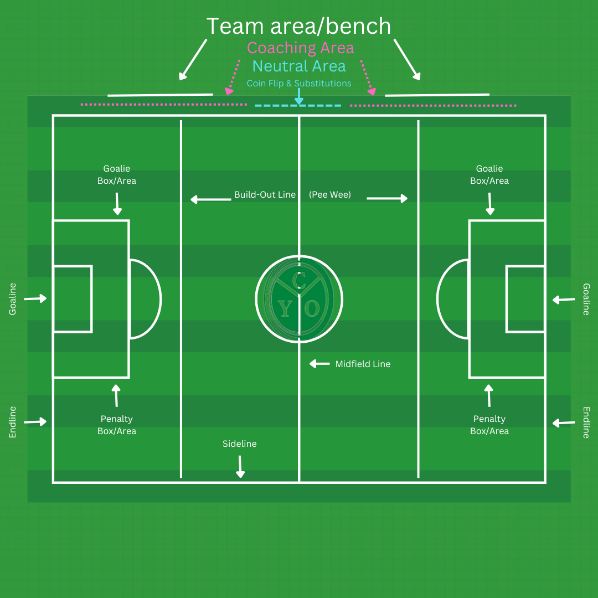 Team area/bench
Coaching Area
Neutral Area
Coin Flip & Substitutions
Goalie
Box/Area
Goalie
Box/Area
Build-Out Line
(Pee Wee)
C
Y O
Goaline
Goaline
Midfield Line
Endline
Penalty
Box/Area
Penalty
Box/Area
Endline
Sideline